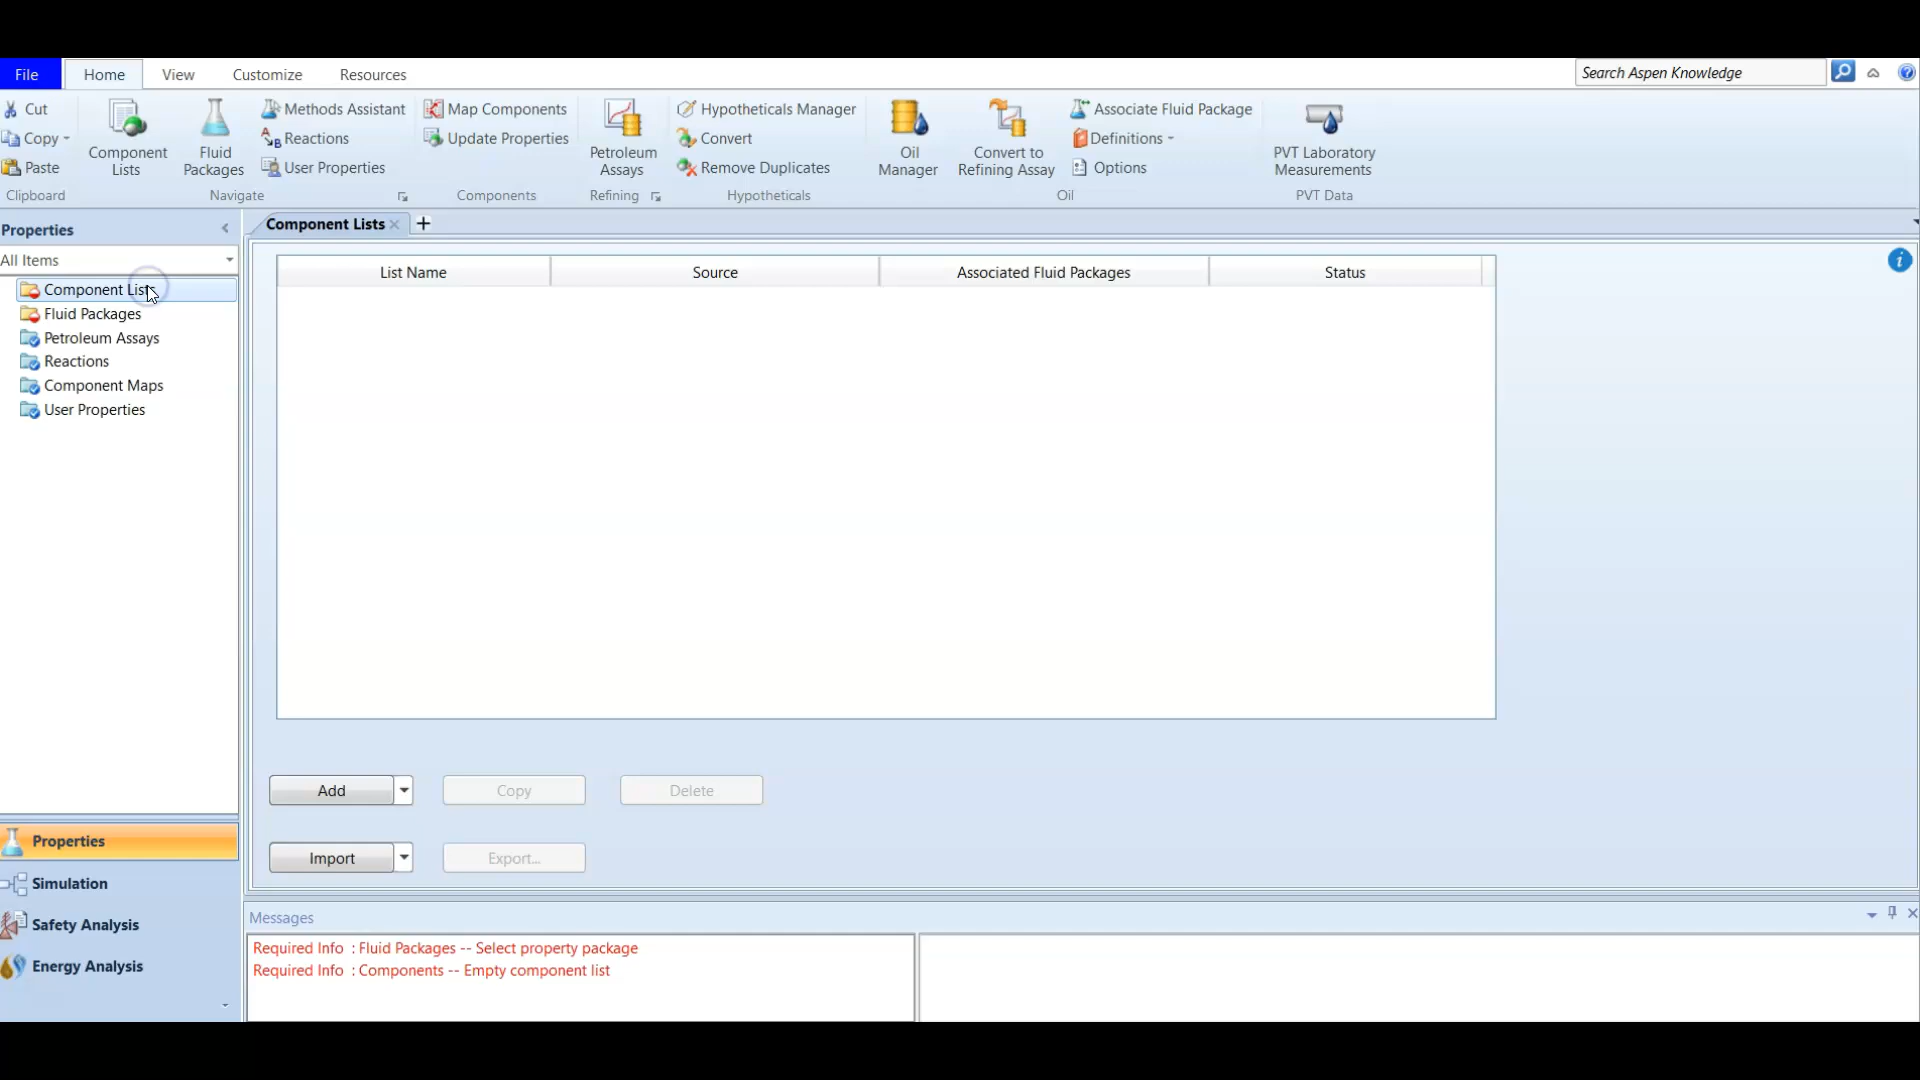 File Home View Customize Resources Search Aspen Knowledge
Cut
Copy
Paste
Clipboard
Component
Lists
Fluid
Packages
Methods Assistant
Reactions
User Properties
Navigate
Map Components
Update Properties
Components
Petroleum
Assays
Refining
Hypotheticals Manager
Convert
Remove Duplicates
Hypotheticals
Oil
Manager
Convert to
Refining Assay
Associate Fluid Package
Definitions
Options
Oil
PVT Laboratory
Measurements
PVT Data
Properties
All Items
Component Lists
Fluid Packages
Petroleum Assays
Reactions
Component Maps
User Properties
Properties
Simulation
Safety Analysis
Energy Analysis
Component Lists
List Name Source Associated Fluid Packages Status
Add Copy Delete
Import Export...
Messages
Required Info : Fluid Packages -- Select property package
Required Info : Components -- Empty component list